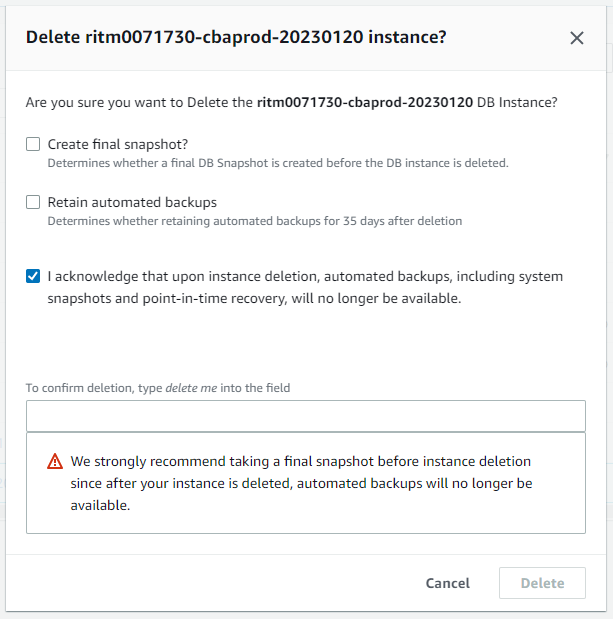 Delete ritm0071730-cbaprod-20230120 instance?
Are you sure you want to Delete the ritm0071730-cbaprod-20230120 DB Instance?
Create final snapshot?
Determines whether a final DB Snapshot is created before the DB instance is deleted.
Retain automated backups
Determines whether retaining automated backups for 35 days after deletion
I acknowledge that upon instance deletion, automated backups, including system
snapshots and point-in-time recovery, will no longer be available.
To confirm deletion, type delete me into the field
We strongly recommend taking a final snapshot before instance deletion
since after your instance is deleted, automated backups will no longer be
available.
Cancel
Delete